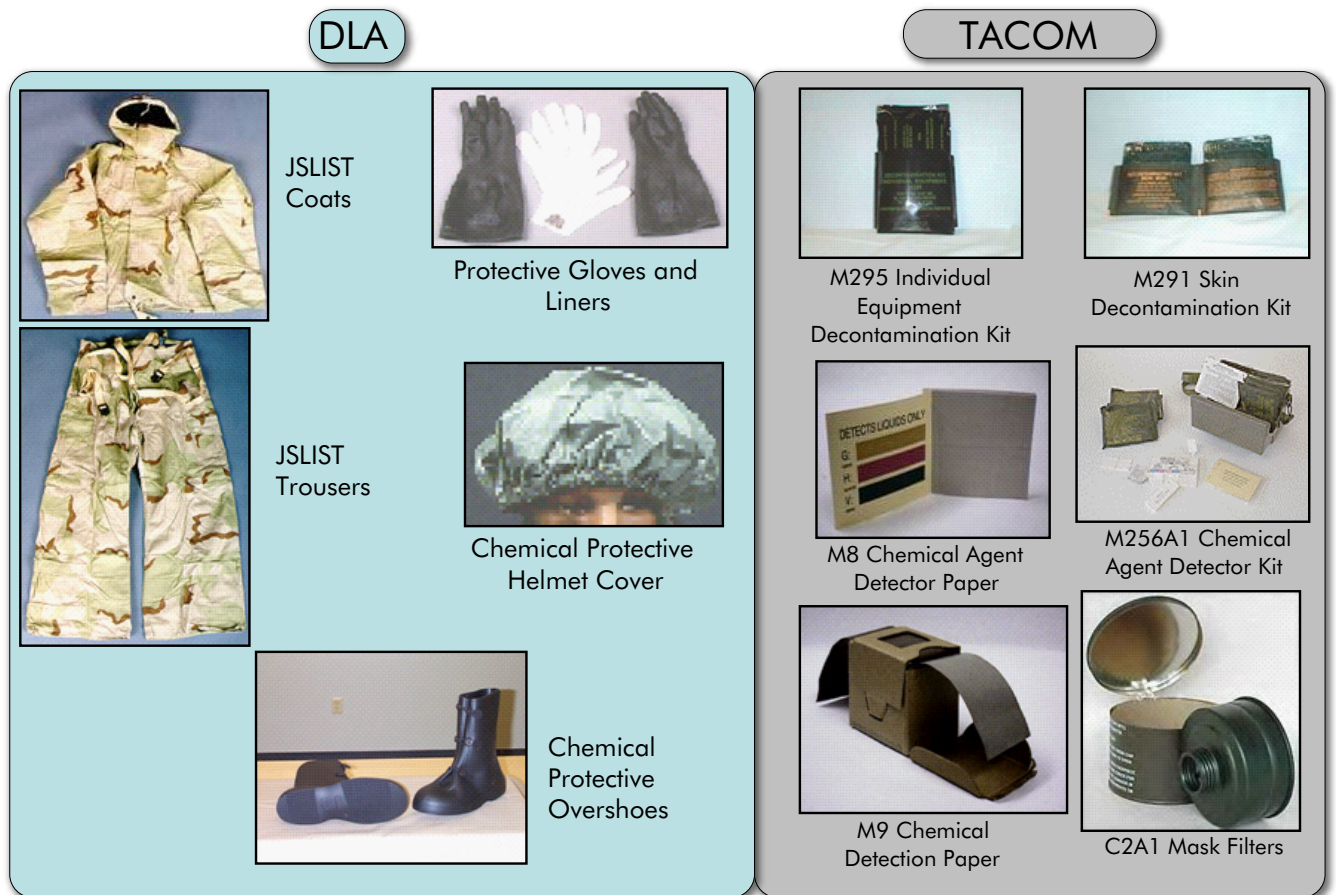 DLA
TACOM
JSLIST
Coats
Protective Gloves and
Liners
JSLIST
Trousers
Chemical Protective
Helmet Cover
Chemical
Protective
Overshoes
M295 Individual
Equipment
Decontamination Kit
M291 Skin
Decontamination Kit
DETECTS LIQUIDS ONLY
G:
H:
V:
M8 Chemical Agent
Detector Paper
M256A1 Chemical
Agent Detector Kit
M9 Chemical
Detection Paper
C2A1 Mask Filters